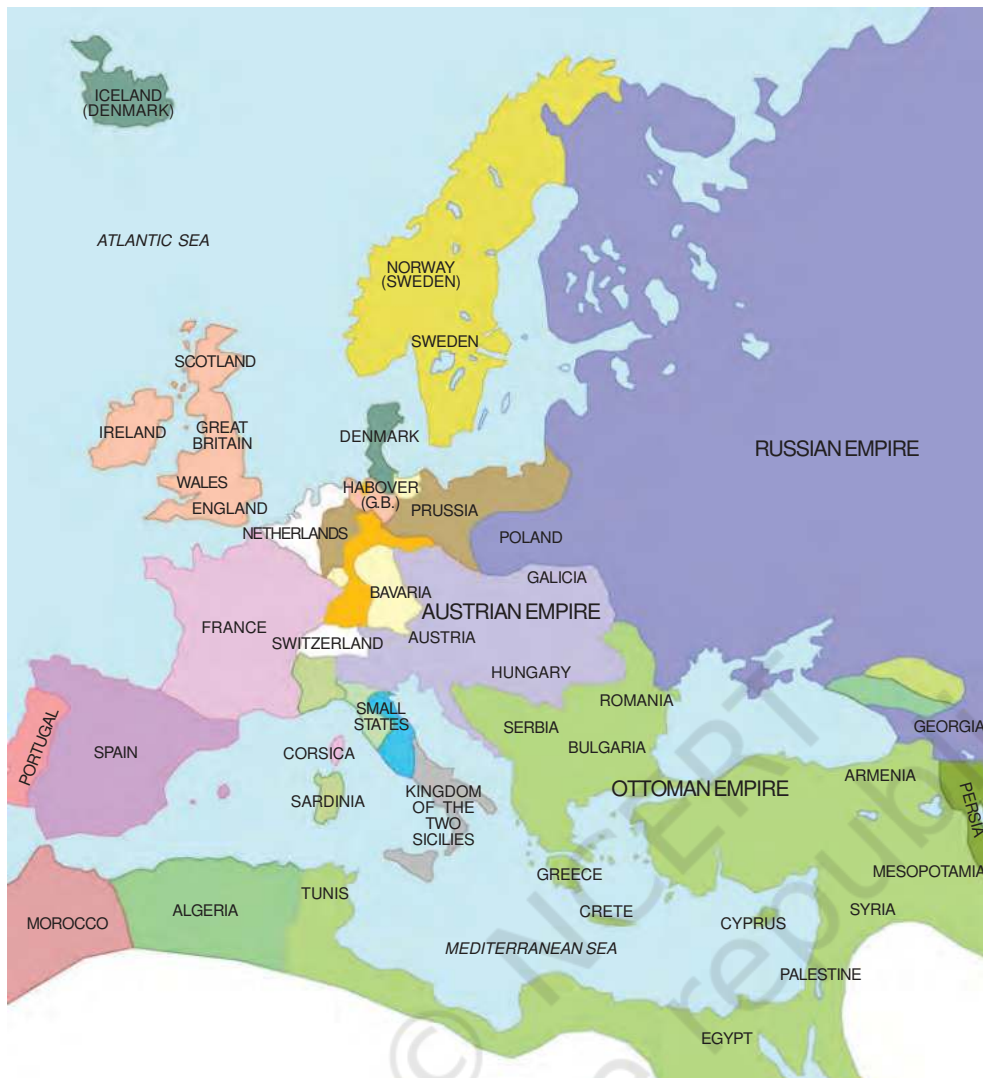 ICELAND
(DENMARK)
ATLANTIC SEA
NORWAY
(SWEDEN)
SWEDEN
SCOTLAND
IRELAND
GREAT
BRITAIN
WALES
ENGLAND
DENMARK
HABOVER
(G.B.)
PRUSSIA
NETHERLANDS
RUSSIAN EMPIRE
POLAND
GALICIA
BAVARIA
AUSTRIAN EMPIRE
FRANCE
SWITZERLAND
AUSTRIA
HUNGARY
ROMANIA
SMALL
STATES
SERBIA
BULGARIA
GEORGIA
PORTUGAL
SPAIN
CORSICA
SARDINIA
KINGDOM
OF THE
TWO
SICILIES
OTTOMAN EMPIRE
ARMENIA
PERSIA
GREECE
MESOPOTAMIA
MOROCCO
ALGERIA
TUNIS
CRETE
CYPRUS
SYRIA
MEDITERRANEAN SEA
PALESTINE
EGYPT
© NCERT
republ